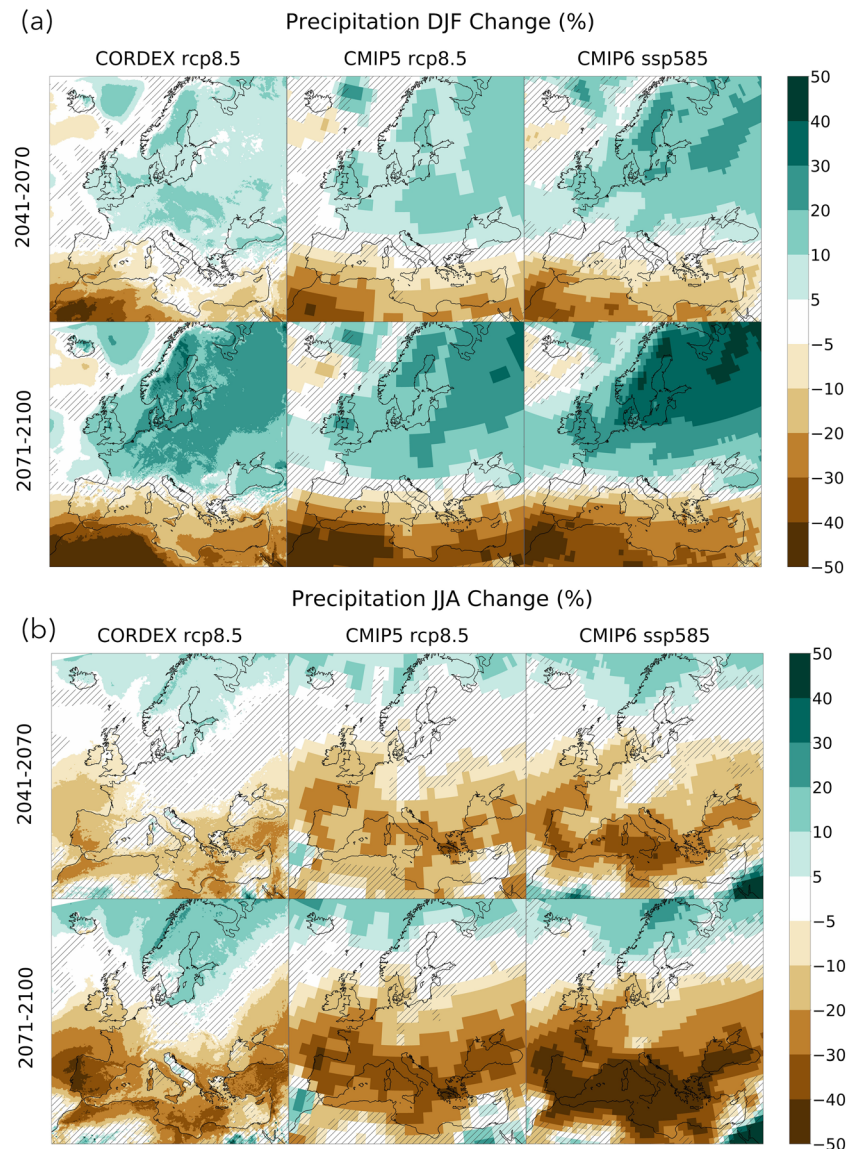 (a)
Precipitation DJF Change (%)
CORDEX rcp8.5
CMIP5 rcp8.5
CMIP6 ssp585
2041-2070
2071-2100
50
40
30
20
10
5
−5
−10
−20
−30
−40
−50
Precipitation JJA Change (%)
(b)
CORDEX rcp8.5
CMIP5 rcp8.5
CMIP6 ssp585
2041-2070
2071-2100
50
40
30
20
10
5
−5
−10
−20
−30
−40
−50